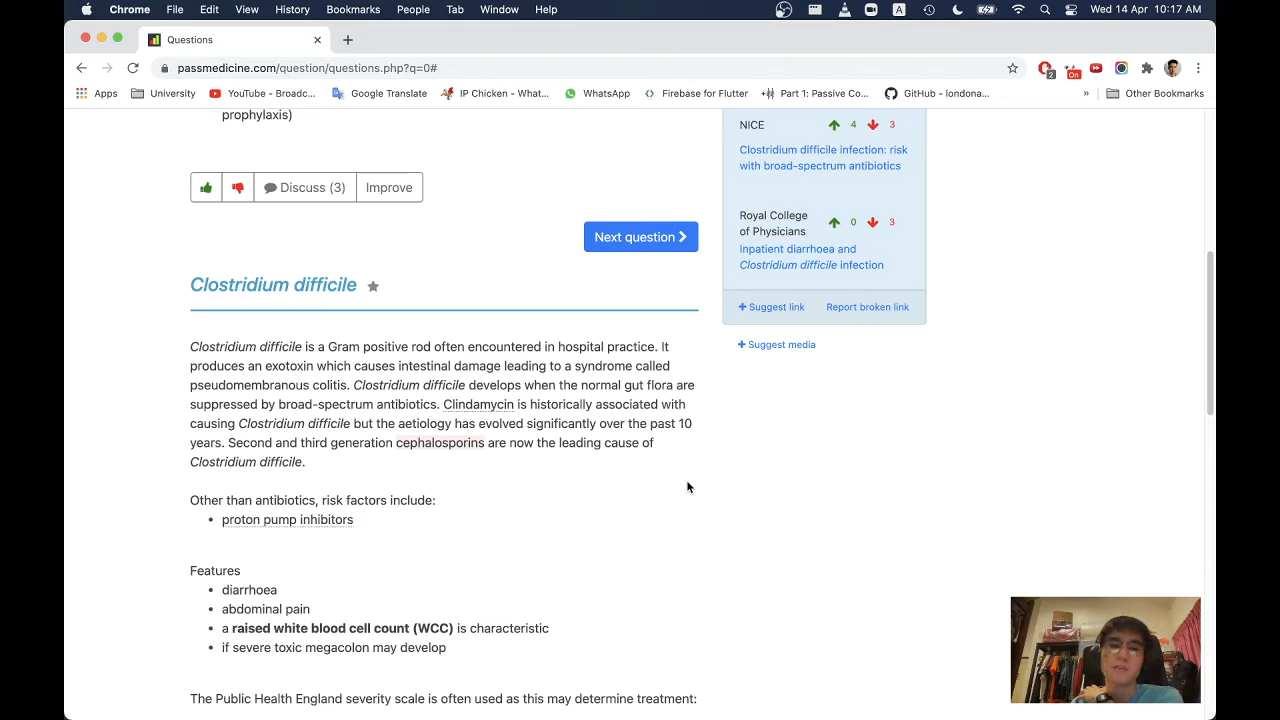 Chrome File Edit View History Bookmarks People Tab Window Help A Wed 14 Apr 10:17 AM
Questions
passmedicine.com/question/questions.php?q=0#
2
On
Apps University YouTube - Broadc... Google Translate IP Chicken - What... WhatsApp Firebase for Flutter Part 1: Passive Co... GitHub - londona... » Other Bookmarks
prophylaxis)
Discuss (3) Improve
Next question
Clostridium difficile
Clostridium difficile is a Gram positive rod often encountered in hospital practice. It
produces an exotoxin which causes intestinal damage leading to a syndrome called
pseudomembranous colitis. Clostridium difficile develops when the normal gut flora are
suppressed by broad-spectrum antibiotics. Clindamycin is historically associated with
causing Clostridium difficile but the aetiology has evolved significantly over the past 10
years. Second and third generation cephalosporins are now the leading cause of
Clostridium difficile.
Other than antibiotics, risk factors include:
• proton pump inhibitors
Features
• diarrhoea
• abdominal pain
• a raised white blood cell count (WCC) is characteristic
• if severe toxic megacolon may develop
The Public Health England severity scale is often used as this may determine treatment:
NICE 4 3
Clostridium difficile infection: risk
with broad-spectrum antibiotics
Royal College
of Physicians 0 3
Inpatient diarrhoea and
Clostridium difficile infection
+ Suggest link Report broken link
+ Suggest media